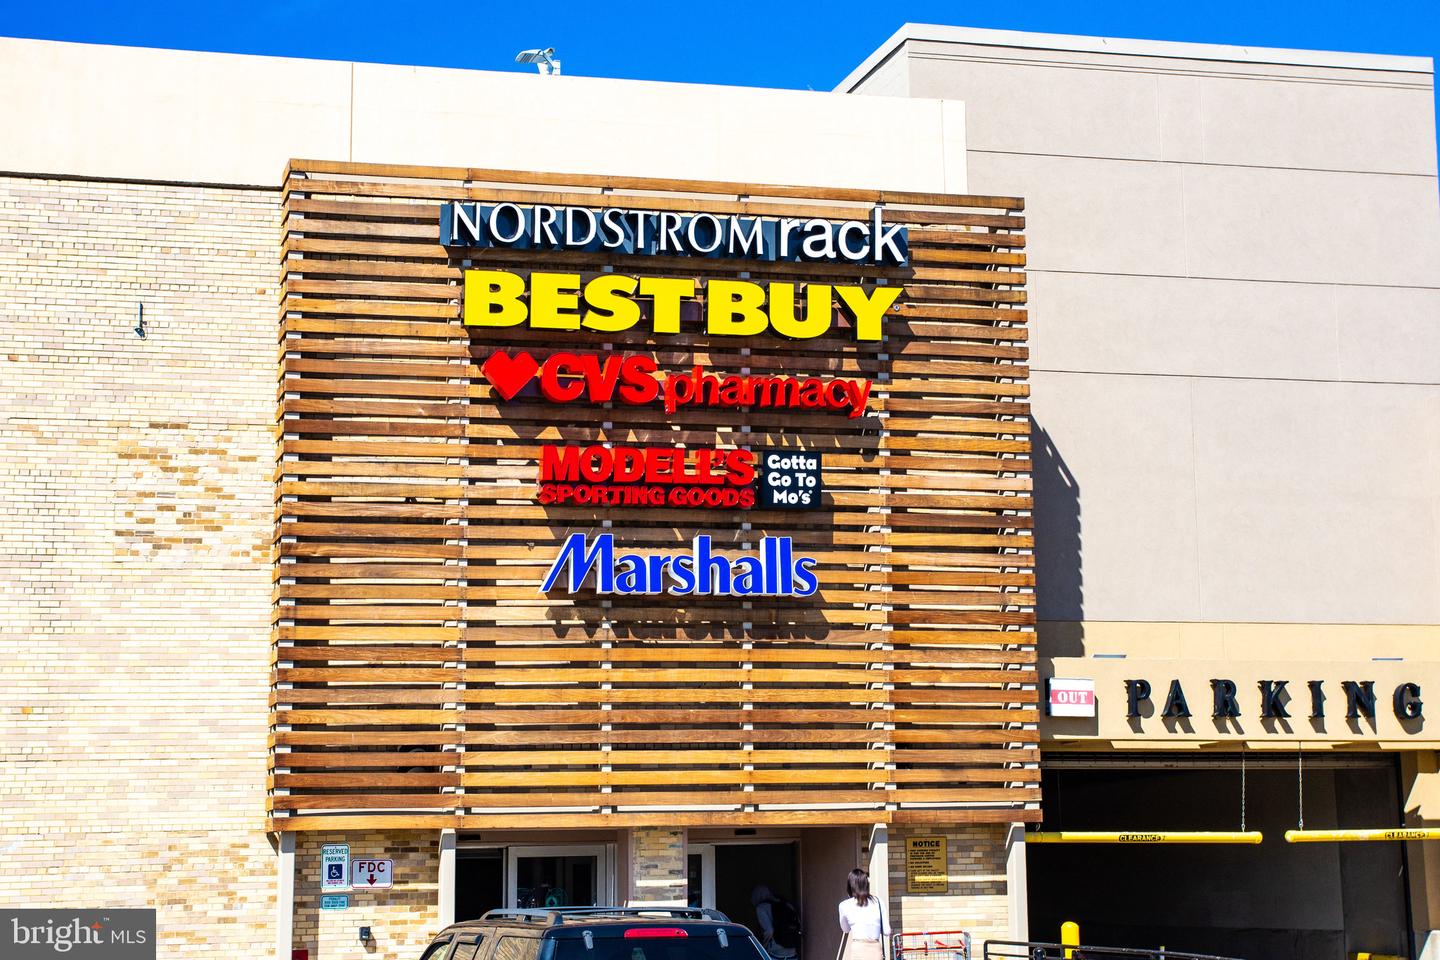 NORDSTROM rack
BEST BUY
CVS pharmacy
MODELL'S
SPORTING GOODS
Gotta
Go To
Mo's
Marshalls
OUT
PARKING
CLEARANCE
CLEARANCE
RESERVED
PARKING
FDC
NOTICE
bright MLS